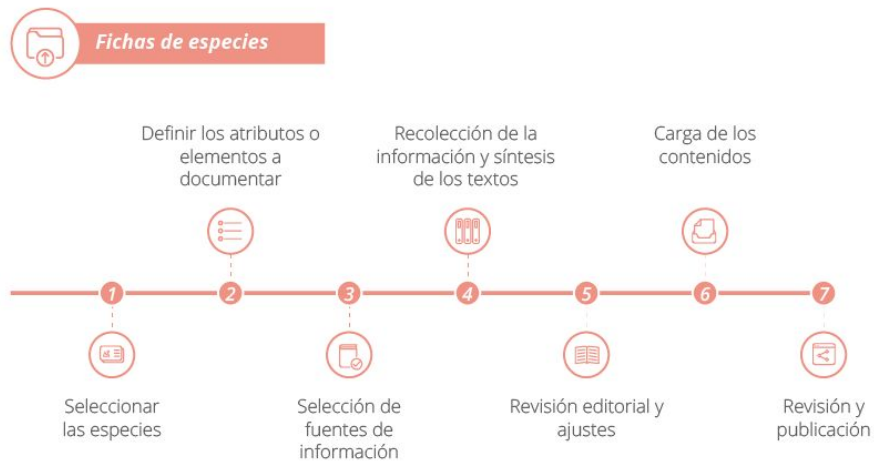 Fichas de especies
Definir los atributos o
elementos a
documentar
Recolección de la
información y síntesis
de los textos
Carga de los
contenidos
1
2
3
4
5
6
7
Seleccionar
las especies
Selección de
fuentes de
información
Revisión editorial y
ajustes
Revisión y
publicación